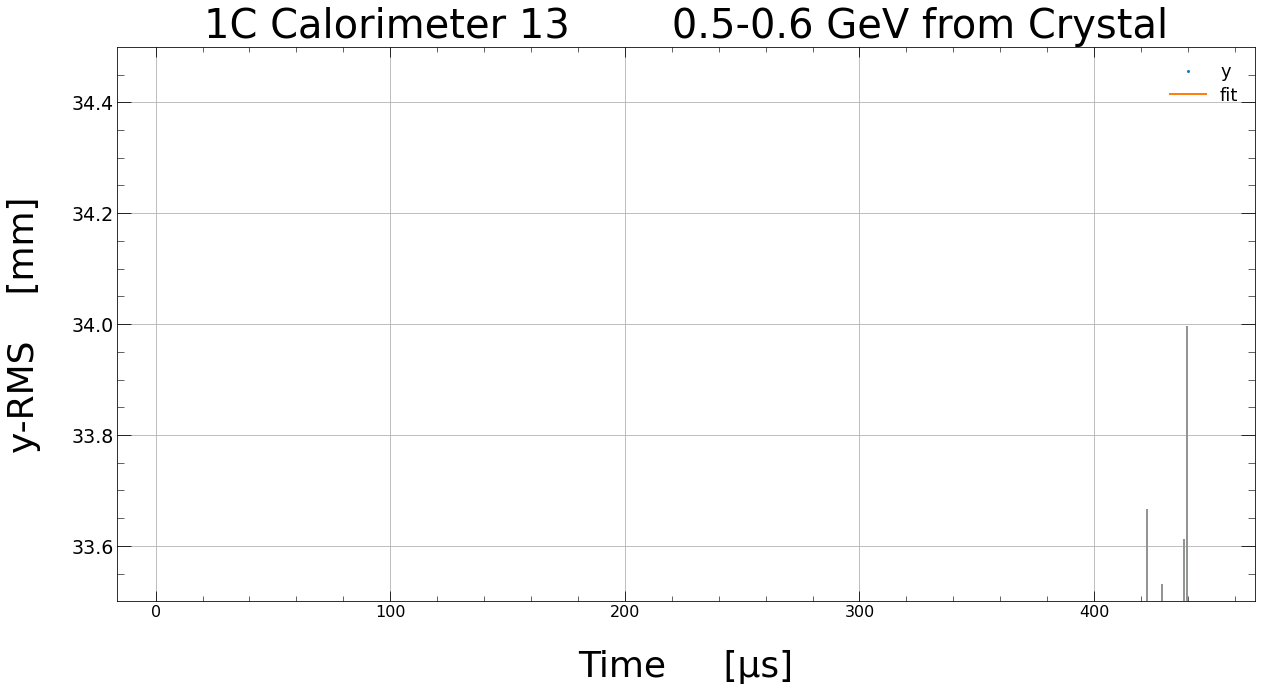 1C Calorimeter 13 0.5-0.6 GeV from Crystal
y
fit
34.4
34.2
34.0
33.8
33.6
y-RMS [mm]
0 100 200 300 400
Time [μs]